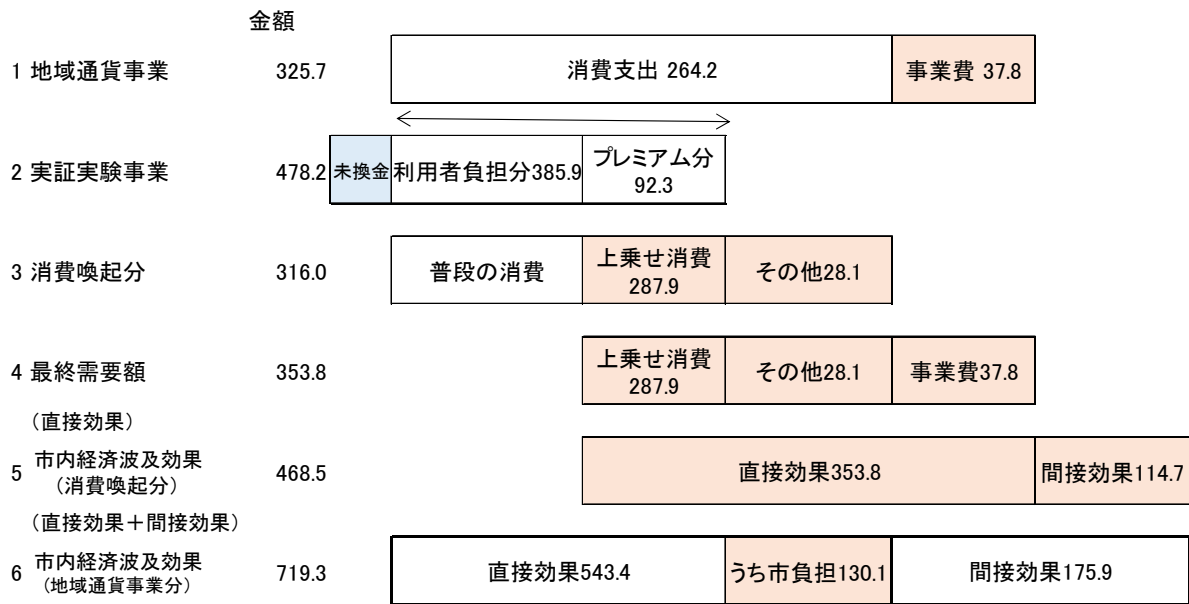 金額
1 地域通貨事業 325.7 消費支出 264.2 事業費 37.8
2 実証実験事業 478.2 未換金 利用者負担分385.9 プレミアム分
92.3
3 消費喚起分 316.0 普段の消費 上乗せ消費
287.9 その他28.1
4 最終需要額 353.8 上乗せ消費
287.9 その他28.1 事業費37.8
（直接効果）
5 市内経済波及効果
（消費喚起分） 468.5 直接効果353.8 間接効果114.7
（直接効果＋間接効果）
6 市内経済波及効果
（地域通貨事業分） 719.3 直接効果543.4 うち市負担130.1 間接効果175.9